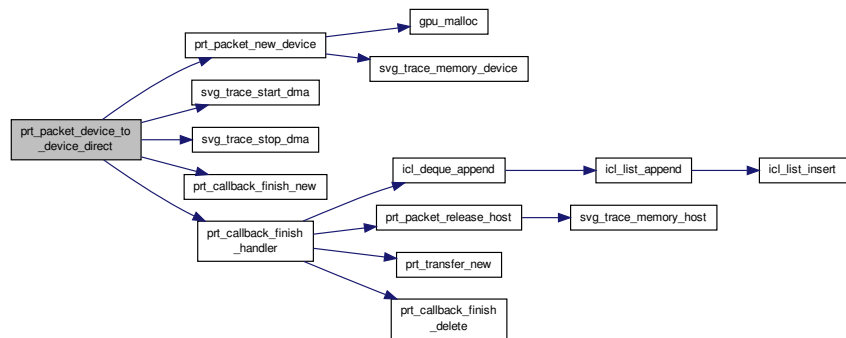 prt_packet_device_to
_device_direct
prt_packet_new_device
gpu_malloc
svg_trace_memory_device
svg_trace_start_dma
svg_trace_stop_dma
prt_callback_finish_new
prt_callback_finish
_handler
icl_deque_append
icl_list_append
icl_list_insert
prt_packet_release_host
svg_trace_memory_host
prt_transfer_new
prt_callback_finish
_delete